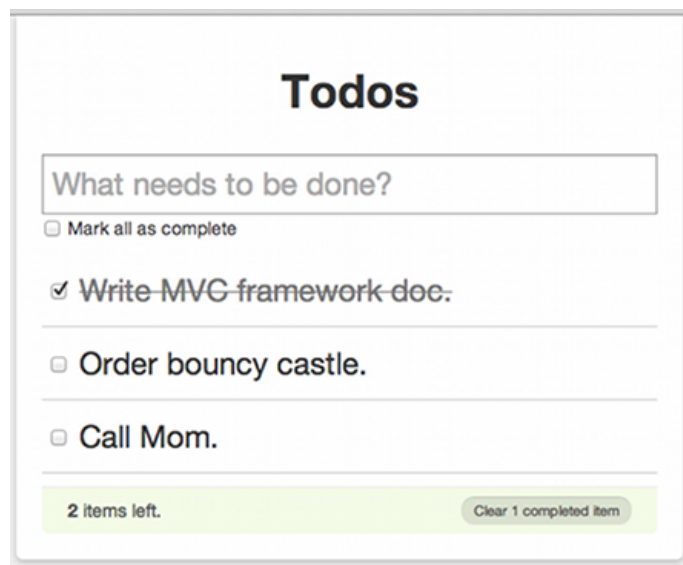 Todos
What needs to be done?
Mark all as complete
Write MVC framework doc.
Order bouncy castle.
Call Mom.
2 items left.
Clear 1 completed item